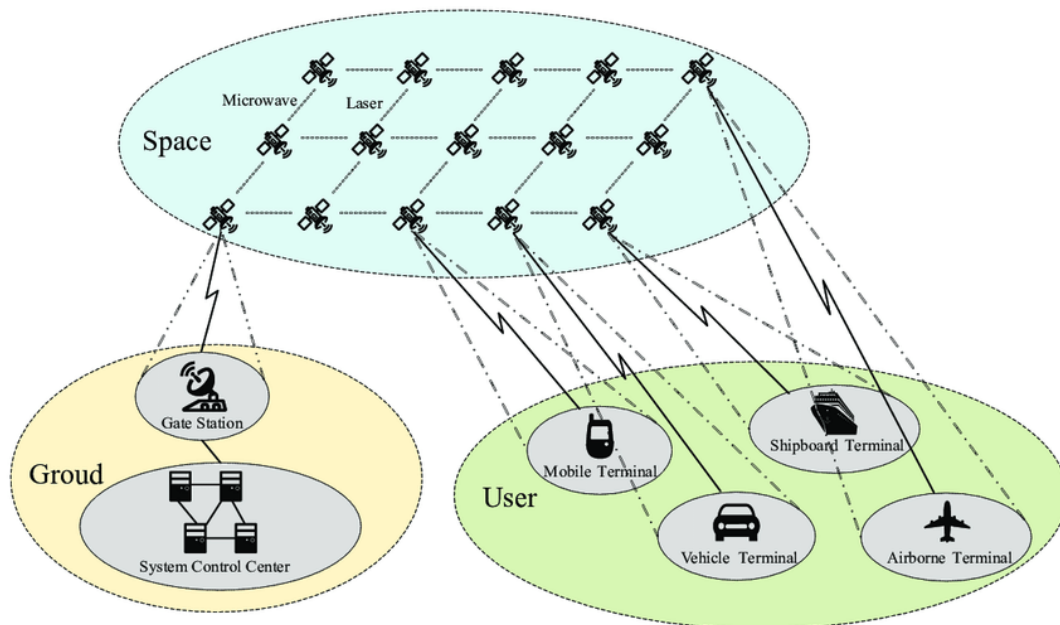 Microwave
Laser
Space
Gate Station
Groud
System Control Center
Mobile Terminal
Shipboard Terminal
User
Vehicle Terminal
Airborne Terminal